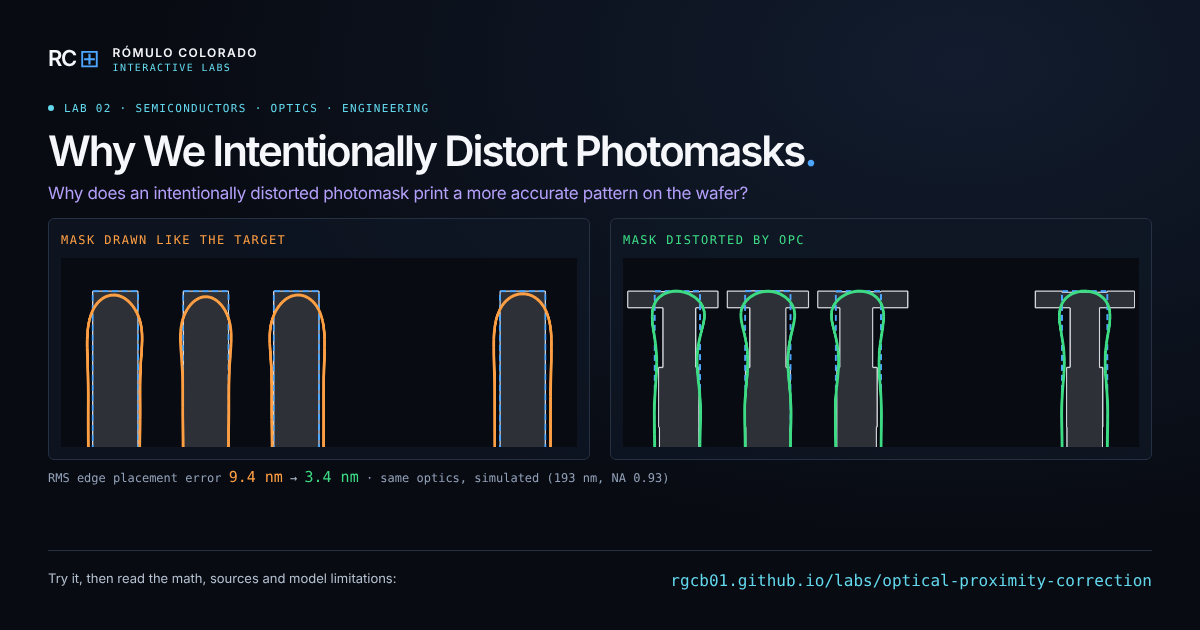 RC
RÓMULO COLORADO
INTERACTIVE LABS
LAB 02 · SEMICONDUCTORS · OPTICS · ENGINEERING
Why We Intentionally Distort Photomasks.
Why does an intentionally distorted photomask print a more accurate pattern on the wafer?
MASK DRAWN LIKE THE TARGET
MASK DISTORTED BY OPC
RMS edge placement error 9.4 nm → 3.4 nm · same optics, simulated (193 nm, NA 0.93)
Try it, then read the math, sources and model limitations:
rgcb01.github.io/labs/optical-proximity-correction